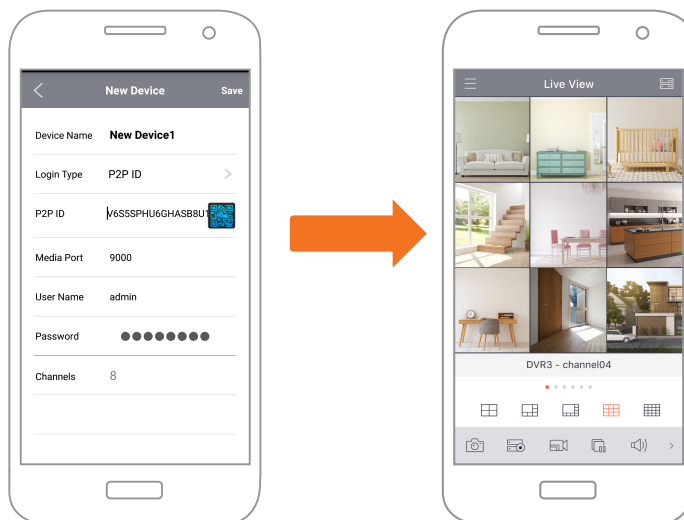 New Device
Save
Device Name New Device1
Login Type P2P ID
P2P ID V6S5SPHU6GHASB8U1
Media Port 9000
User Name admin
Password ●●●●●●●●
Channels 8
Live View
DVR3 - channel04